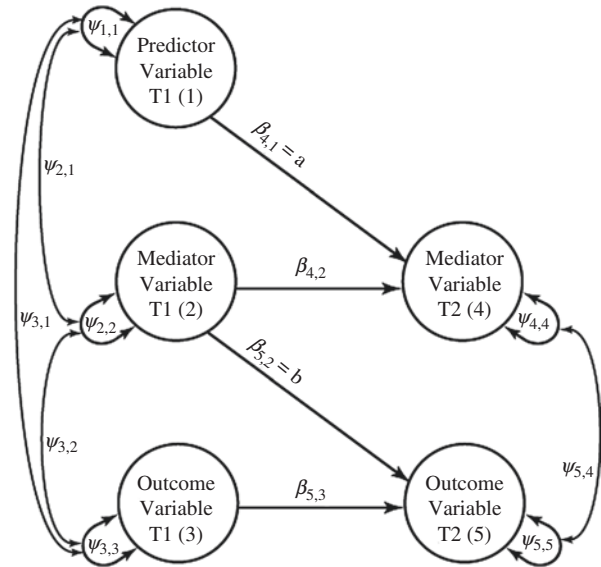 ψ1,1
Predictor
Variable
T1 (1)
β4,1 = a
ψ2,1
Mediator
Variable
T1 (2)
β4,2
Mediator
Variable
T2 (4)
ψ3,1
ψ2,2
ψ4,4
β5,2 = b
ψ3,2
ψ5,4
Outcome
Variable
T1 (3)
β5,3
Outcome
Variable
T2 (5)
ψ3,3
ψ5,5